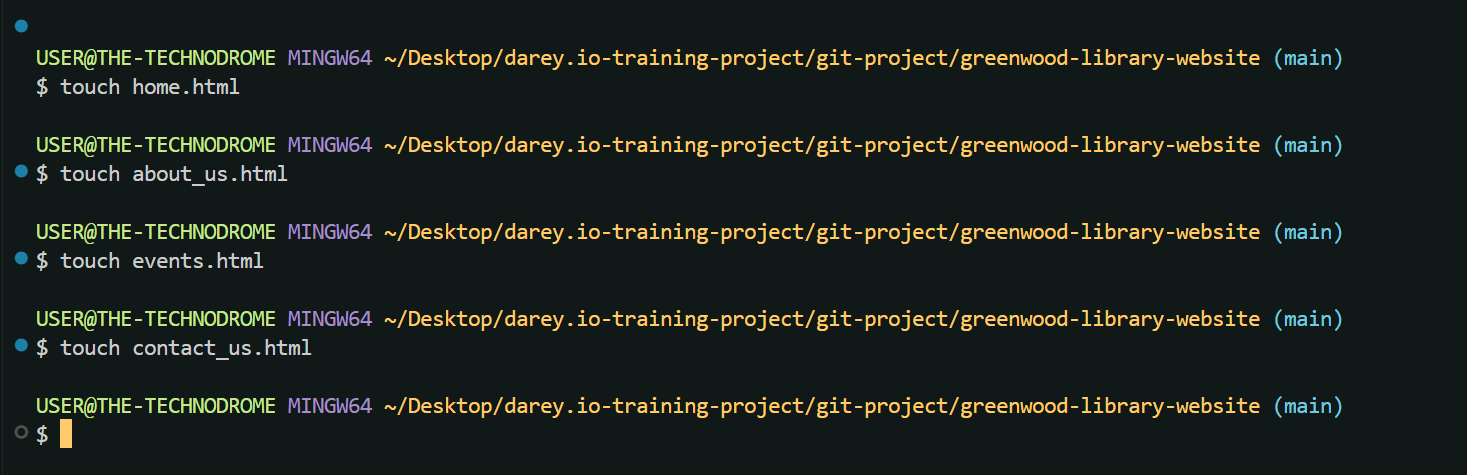 USER@THE-TECHNODROME MINGW64 ~/Desktop/darey.io-training-project/git-project/greenwood-library-website (main)
$ touch home.html
USER@THE-TECHNODROME MINGW64 ~/Desktop/darey.io-training-project/git-project/greenwood-library-website (main)
$ touch about_us.html
USER@THE-TECHNODROME MINGW64 ~/Desktop/darey.io-training-project/git-project/greenwood-library-website (main)
$ touch events.html
USER@THE-TECHNODROME MINGW64 ~/Desktop/darey.io-training-project/git-project/greenwood-library-website (main)
$ touch contact_us.html
USER@THE-TECHNODROME MINGW64 ~/Desktop/darey.io-training-project/git-project/greenwood-library-website (main)
$